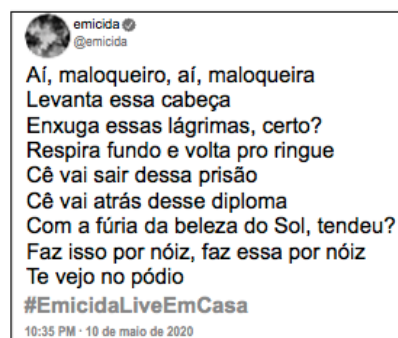 emicida
@emicida
Aí, maloqueiro, aí, maloqueira
Levanta essa cabeça
Enxuga essas lágrimas, certo?
Respira fundo e volta pro ringue
Cê vai sair dessa prisão
Cê vai atrás desse diploma
Com a fúria da beleza do Sol, tendeu?
Faz isso por nóiz, faz essa por nóiz
Te vejo no pódio
#EmicidaLiveEmCasa
10:35 PM · 10 de maio de 2020